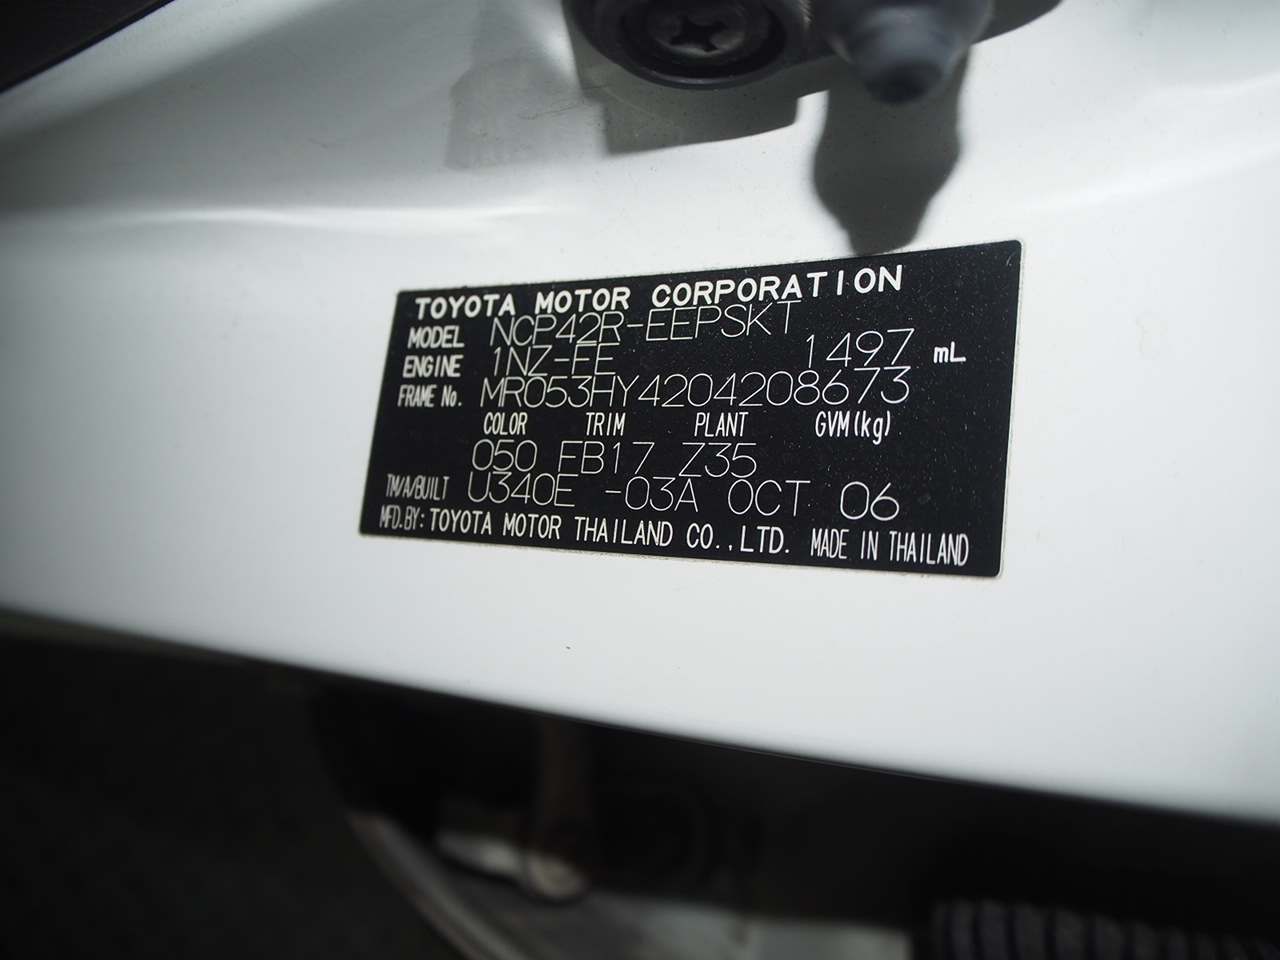 TOYOTA MOTOR CORPORATION
MODEL NCP42R-EEPSKT
ENGINE 1NZ-FE 1497 mL
FRAME No. MR053HY4204208673
COLOR TRIM PLANT GVM(kg)
050 FB17 Z35
TM/A/BUILT U340E -03A OCT 06
MFD.BY: TOYOTA MOTOR THAILAND CO.,LTD. MADE IN THAILAND